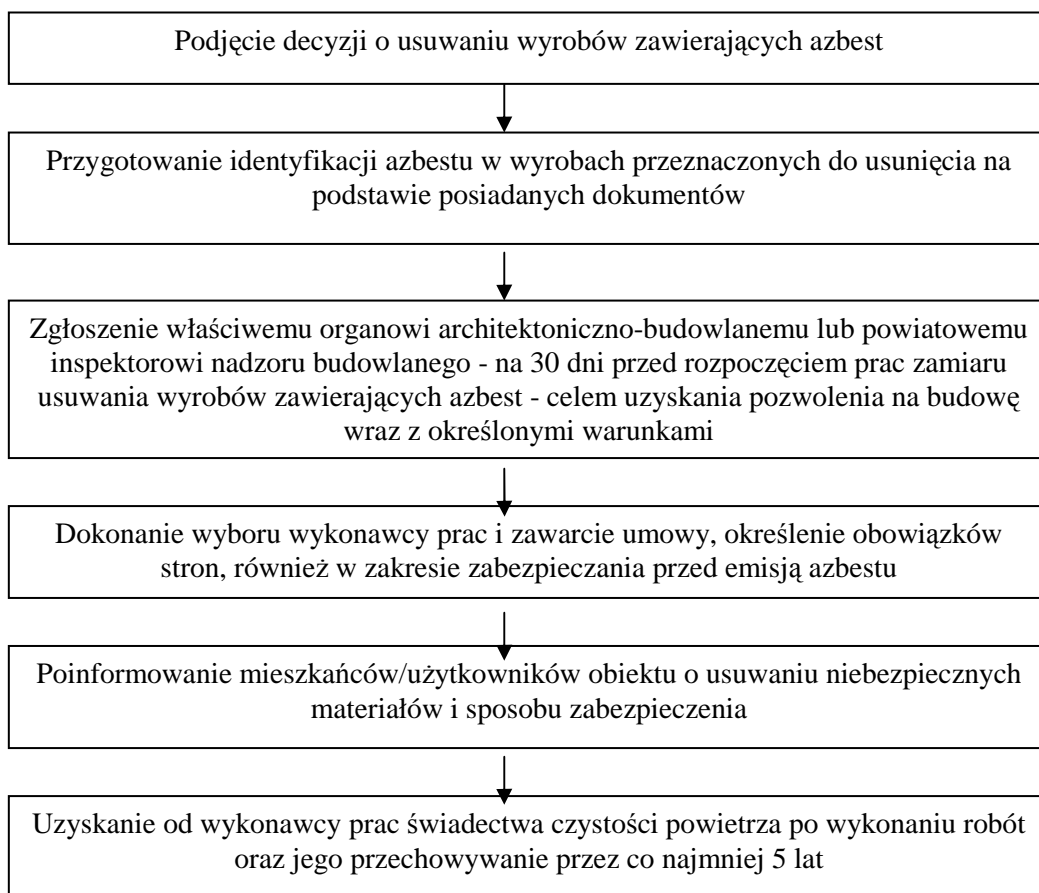 Podjęcie decyzji o usuwaniu wyrobów zawierających azbest
Przygotowanie identyfikacji azbestu w wyrobach przeznaczonych do usunięcia na
podstawie posiadanych dokumentów
Zgłoszenie właściwemu organowi architektoniczno-budowlanemu lub powiatowemu
inspektorowi nadzoru budowlanego - na 30 dni przed rozpoczęciem prac zamiaru
usuwania wyrobów zawierających azbest - celem uzyskania pozwolenia na budowę
wraz z określonymi warunkami
Dokonanie wyboru wykonawcy prac i zawarcie umowy, określenie obowiązków
stron, również w zakresie zabezpieczania przed emisją azbestu
Poinformowanie mieszkańców/użytkowników obiektu o usuwaniu niebezpiecznych
materiałów i sposobu zabezpieczenia
Uzyskanie od wykonawcy prac świadectwa czystości powietrza po wykonaniu robót
oraz jego przechowywanie przez co najmniej 5 lat